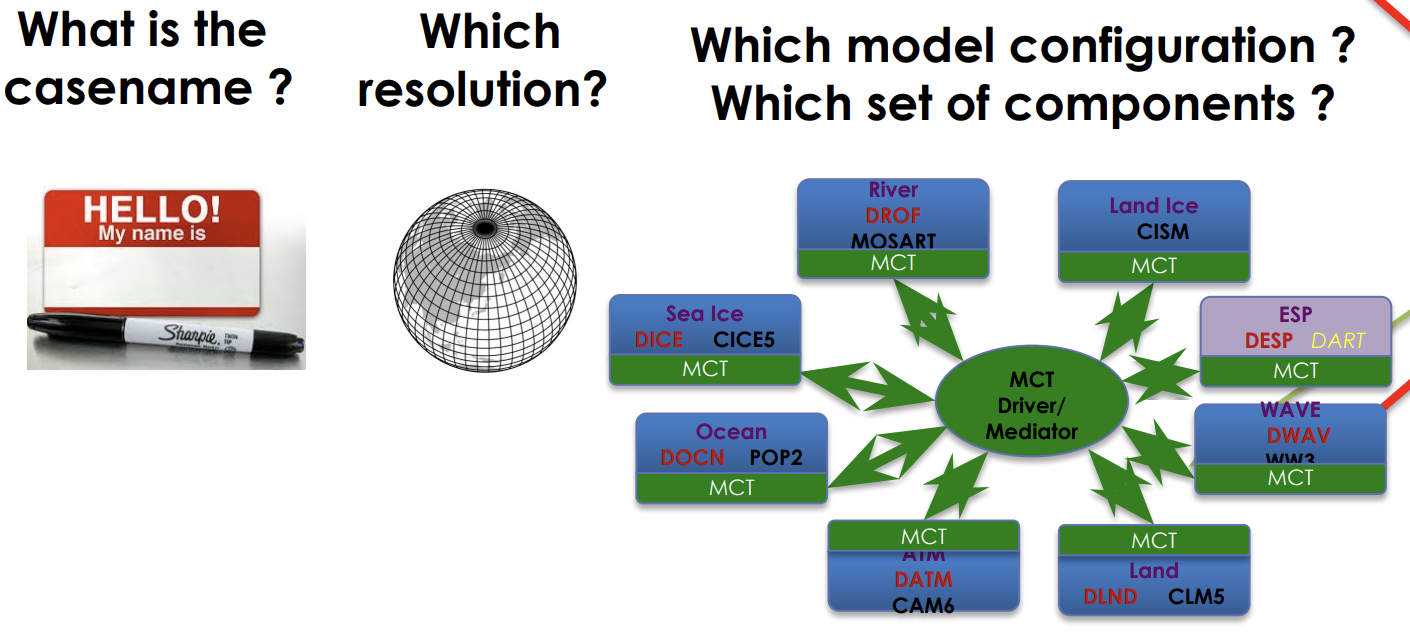 What is the
casename ?
Which
resolution?
Which model configuration ?
Which set of components ?
HELLO!
My name is
Sharpie.
TWIN
TIP
River
DROF
MOSART
MCT
Land Ice
CISM
MCT
Sea Ice
DICE CICE5
MCT
ESP
DESP DART
MCT
MCT
Driver/
Mediator
WAVE
DWAV
WW3
MCT
Ocean
DOCN POP2
MCT
MCT
ATM
DATM
CAM6
MCT
Land
DLND CLM5